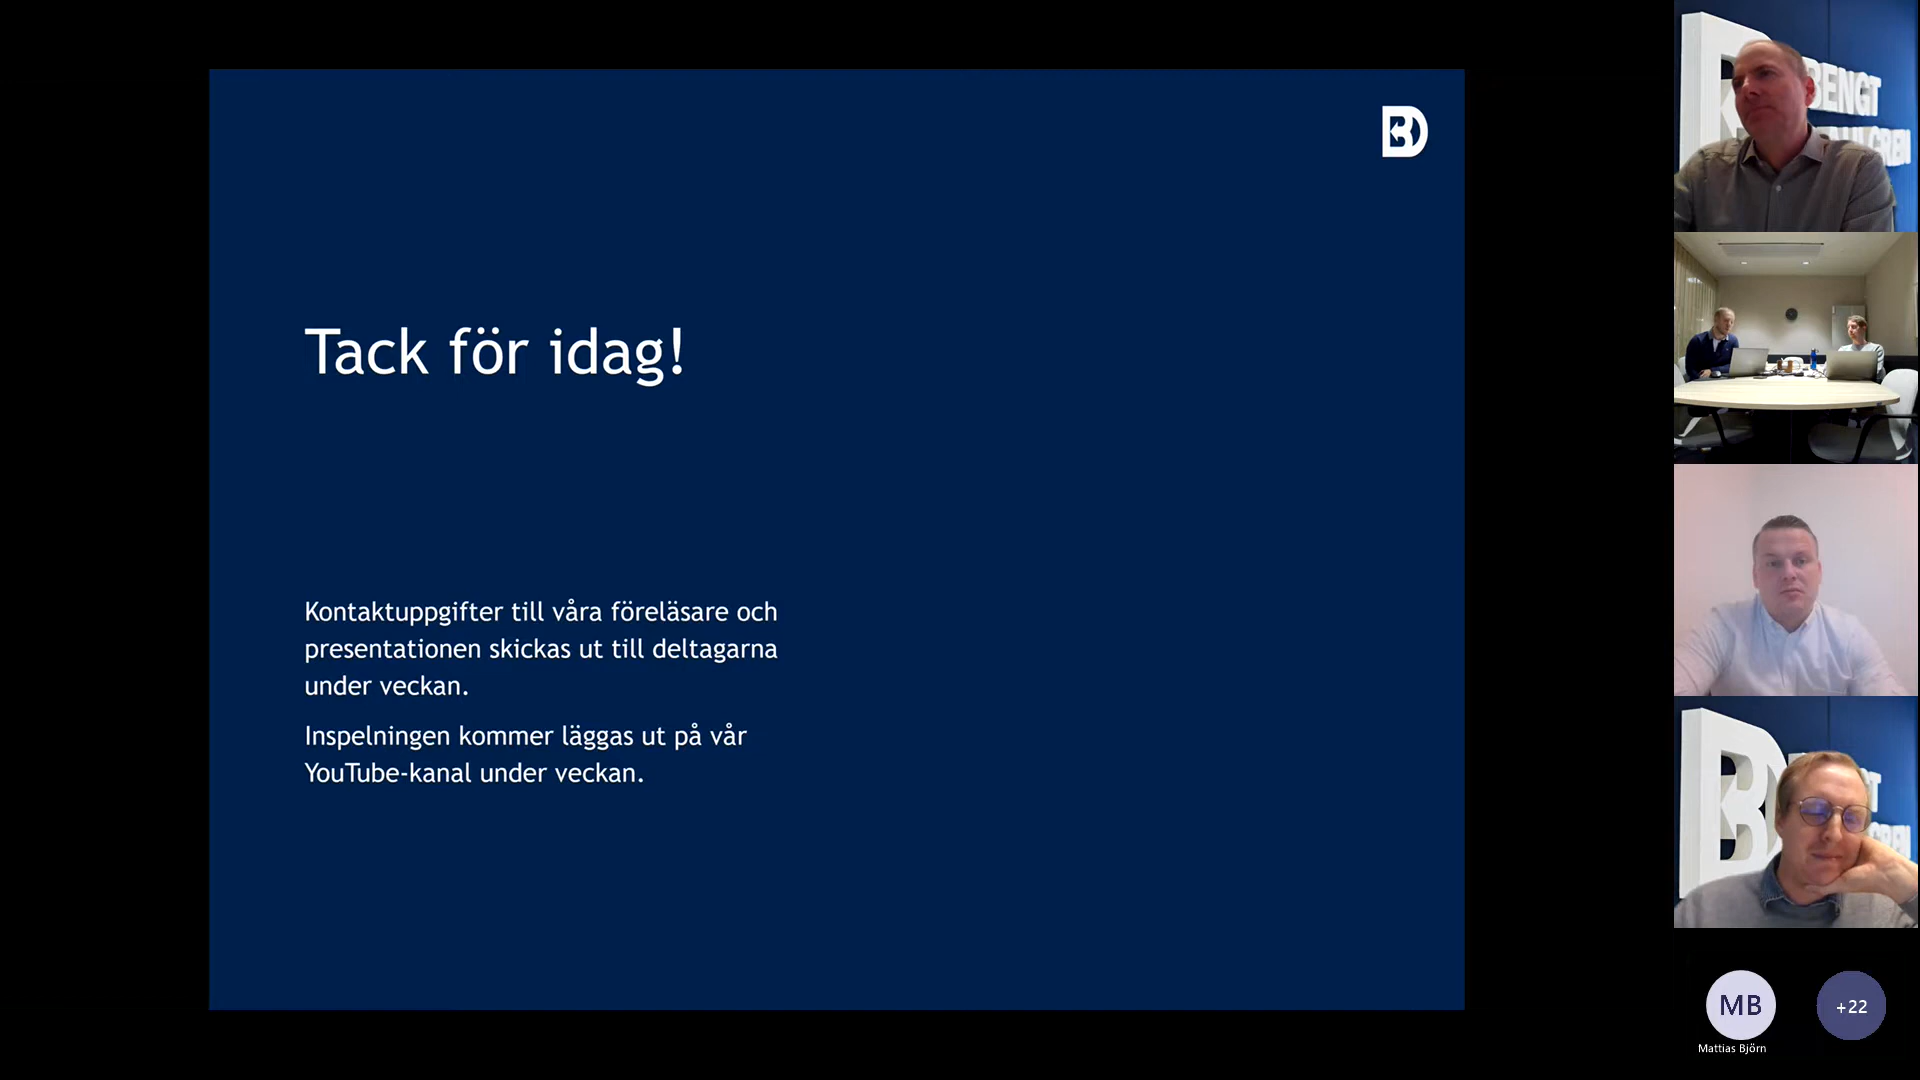 Tack för idag!
Kontaktuppgifter till våra föreläsare och
presentationen skickas ut till deltagarna
under veckan.
Inspelningen kommer läggas ut på vår
YouTube-kanal under veckan.
BENGT
MB
+22
Mattias Björn